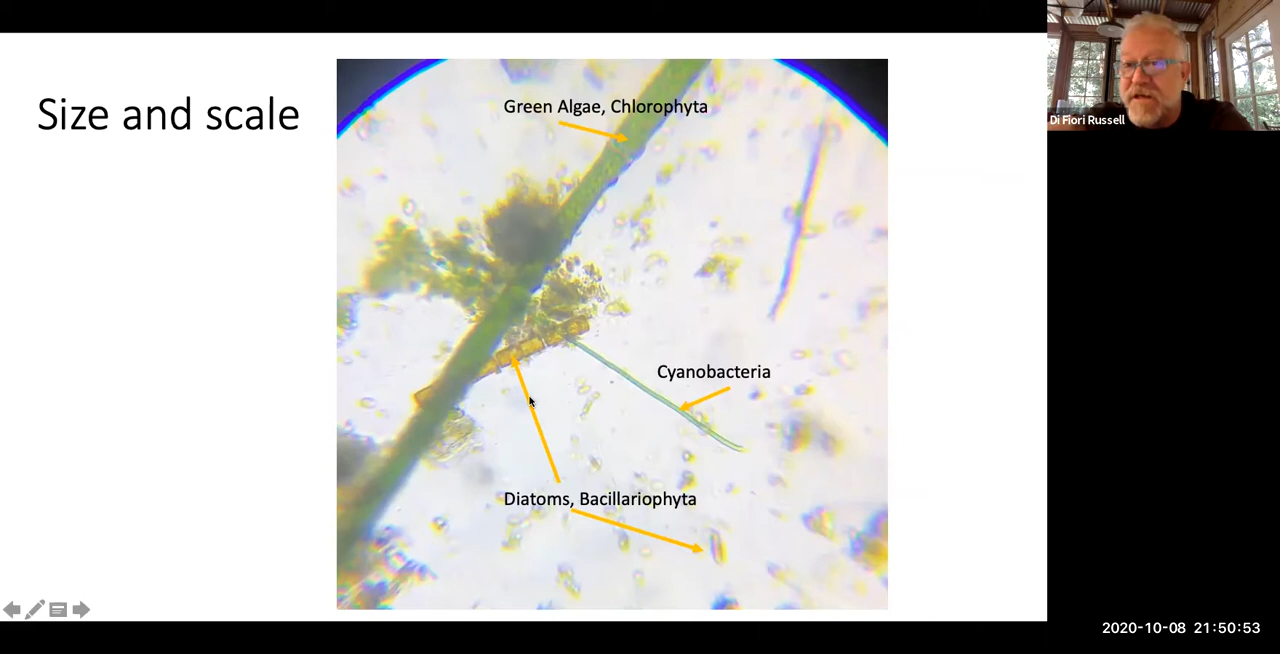 Size and scale
Green Algae, Chlorophyta
Di Fiori Russell
Cyanobacteria
Diatoms, Bacillariophyta
2020-10-08 21:50:53